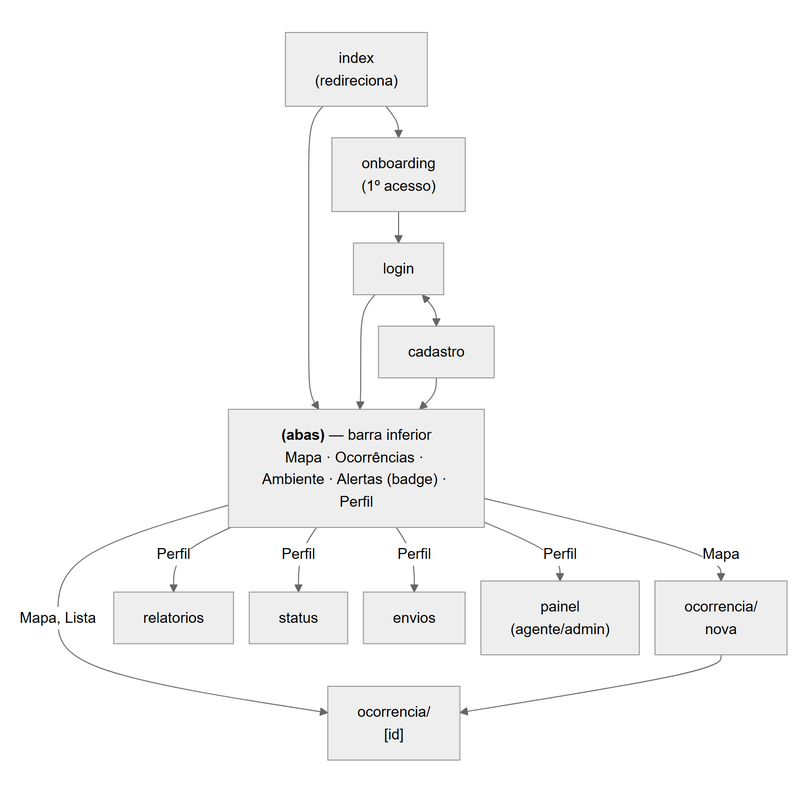 index
(redireciona)
onboarding
(1º acesso)
login
cadastro
(abas) — barra inferior
Mapa · Ocorrências ·
Ambiente · Alertas (badge) ·
Perfil
Perfil
Perfil
Perfil
Perfil
Mapa
Mapa, Lista
relatorios
status
envios
painel
(agente/admin)
ocorrencia/
nova
ocorrencia/
[id]